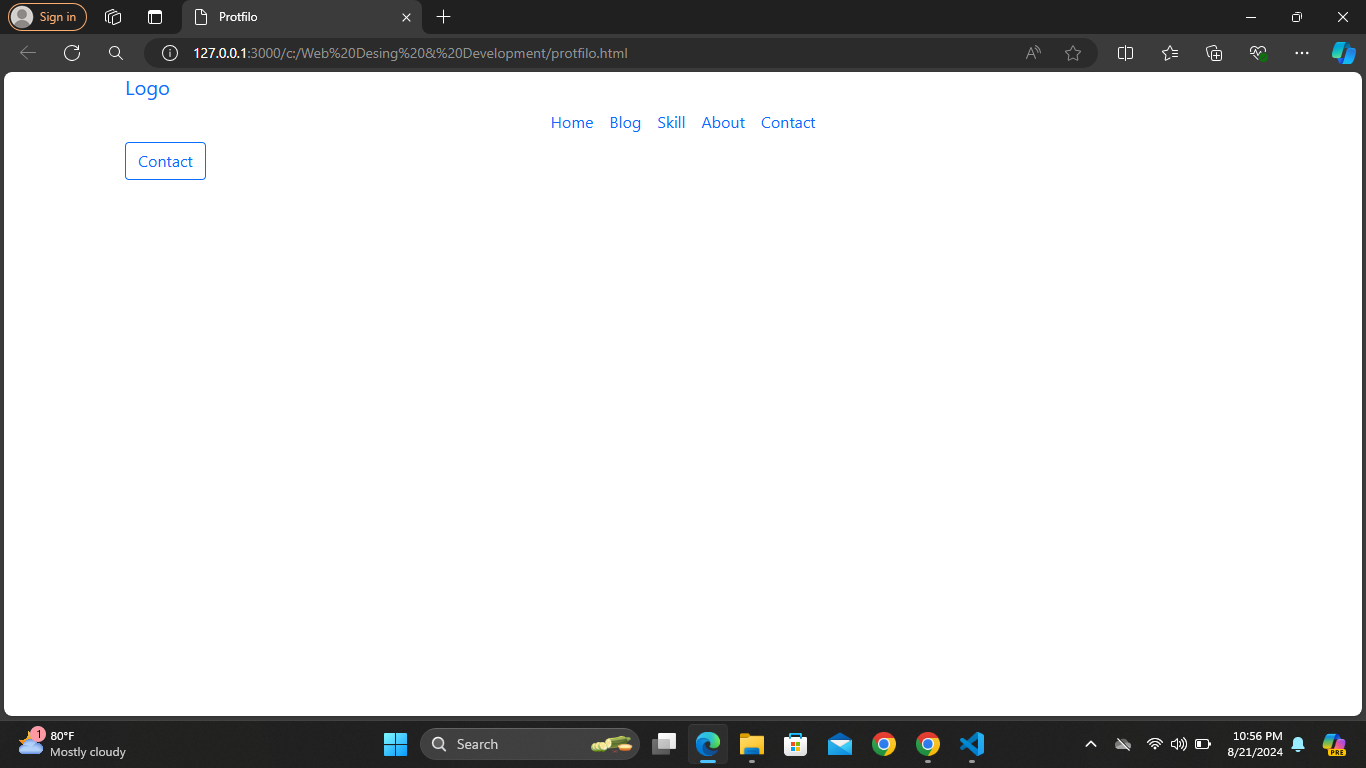 Sign in
Protfilo
127.0.0.1:3000/c:/Web%20Desing%20&%20Development/protfilo.html
Logo
Home Blog Skill About Contact
Contact
1
80°F
Mostly cloudy
Search
10:56 PM
8/21/2024
PRE